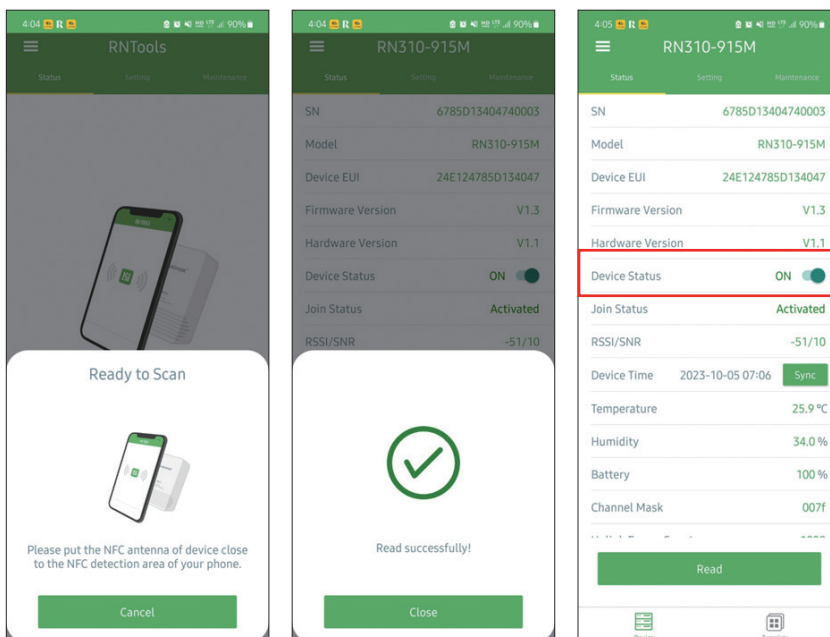 4:04
R
90%
RNTools
Status
Setting
Maintenance
Ready to Scan
Please put the NFC antenna of device close
to the NFC detection area of your phone.
Cancel
4:04
R
90%
RN310-915M
Status
Setting
Maintenance
SN 6785D13404740003
Model RN310-915M
Device EUI 24E124785D134047
Firmware Version V1.3
Hardware Version V1.1
Device Status ON
Join Status Activated
RSSI/SNR -51/10
Read successfully!
Close
4:05
R
90%
RN310-915M
Status
Setting
Maintenance
SN 6785D13404740003
Model RN310-915M
Device EUI 24E124785D134047
Firmware Version V1.3
Hardware Version V1.1
Device Status ON
Join Status Activated
RSSI/SNR -51/10
Device Time 2023-10-05 07:06 Sync
Temperature 25.9 ℃
Humidity 34.0 %
Battery 100 %
Channel Mask 007f
Read